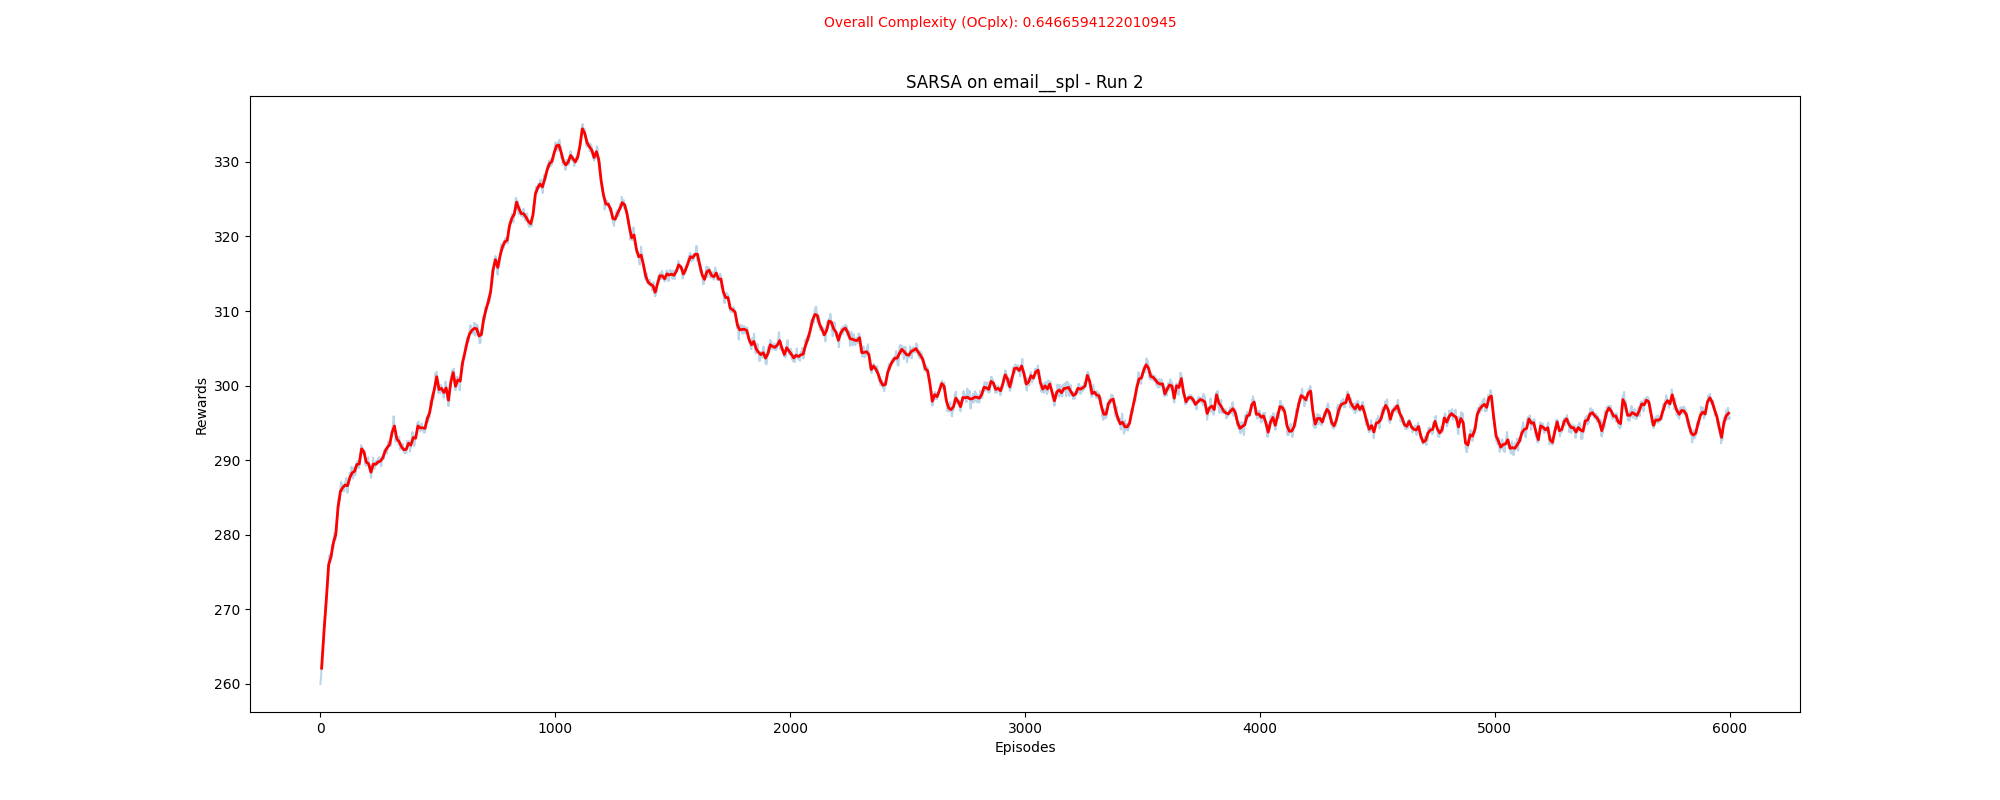 Overall Complexity (OCplx): 0.6466594122010945
SARSA on email__spl - Run 2
Rewards
330
320
310
300
290
280
270
260
0 1000 2000 3000 4000 5000 6000
Episodes